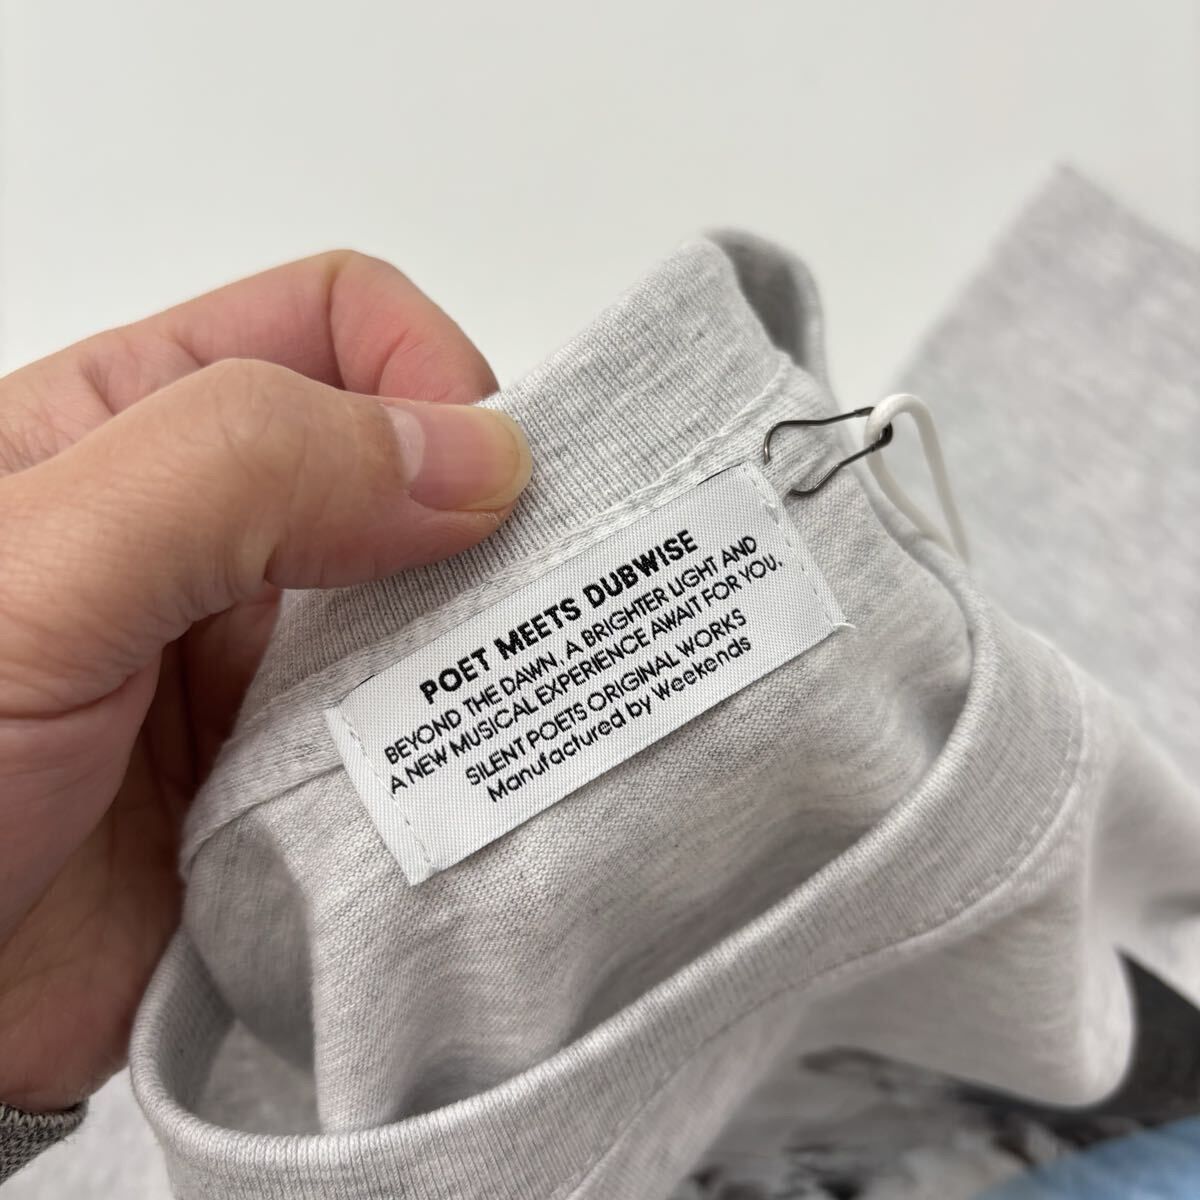 POET MEETS DUBWISE
BEYOND THE DAWN, A BRIGHTER LIGHT AND
A NEW MUSICAL EXPERIENCE AWAIT FOR YOU.
SILENT POETS ORIGINAL WORKS
Manufactured by Weekends